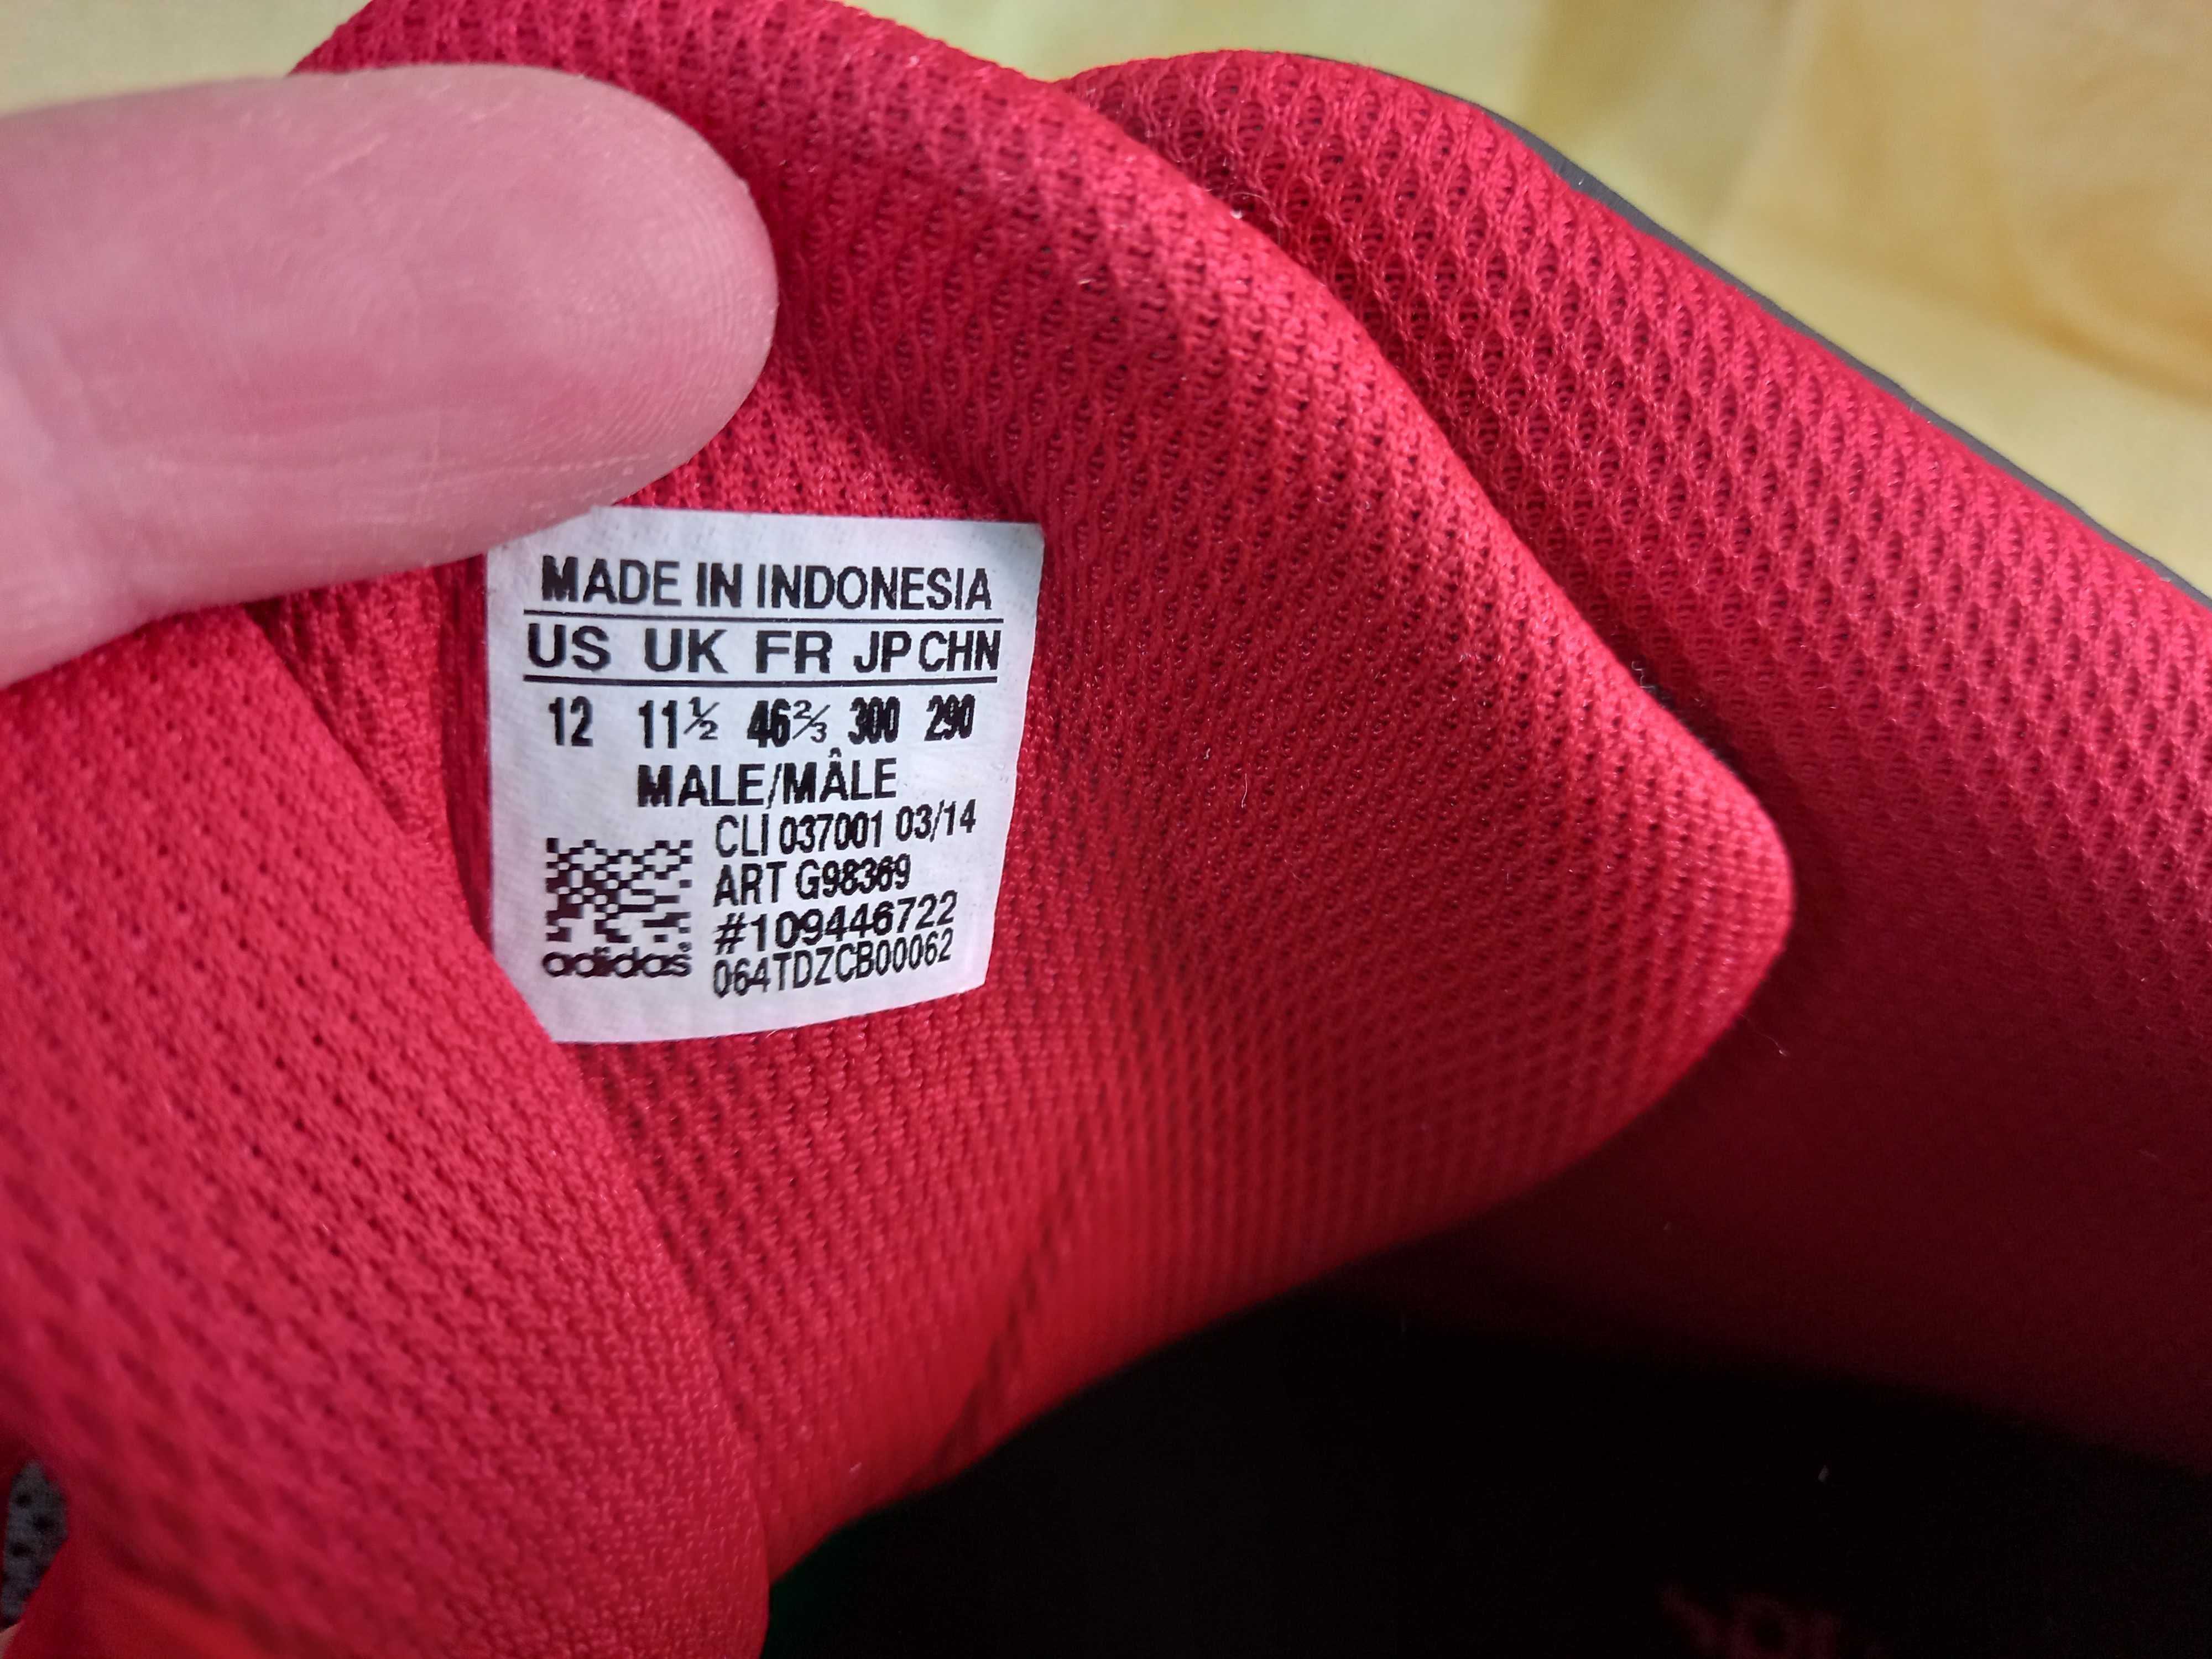 MADE IN INDONESIA
US UK FR JP CHN
12 11½ 46⅔ 300 290
MALE/MÂLE
CLI 037001 03/14
ART G98369
#109446722
064TDZCB00062
adidas®